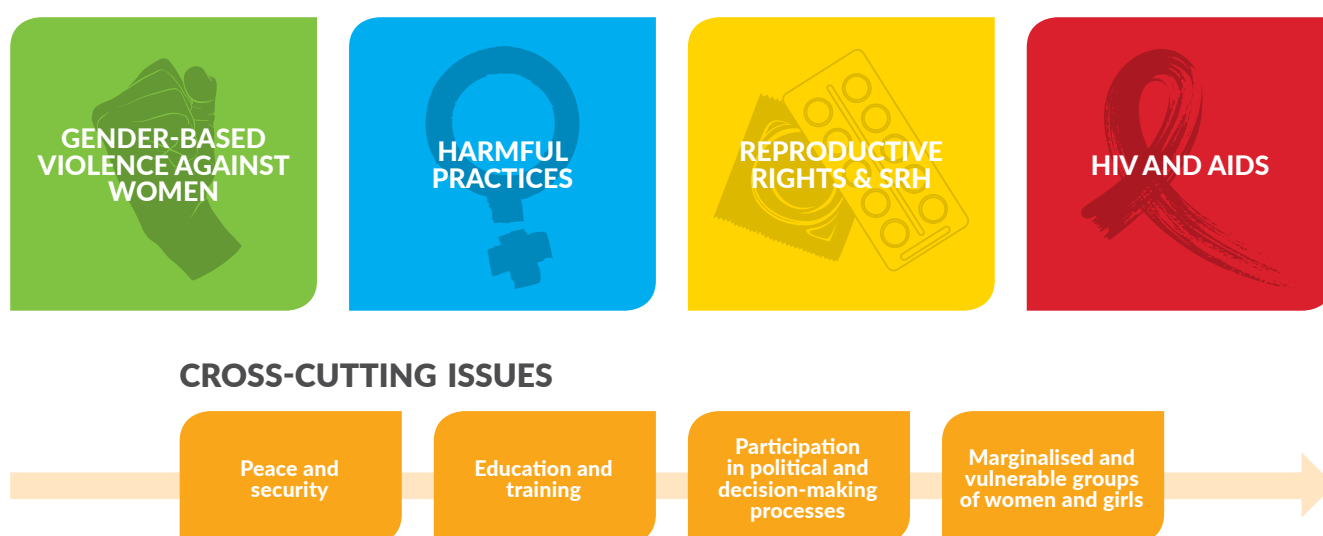 GENDER-BASED
VIOLENCE AGAINST
WOMEN
HARMFUL
PRACTICES
REPRODUCTIVE
RIGHTS & SRH
HIV AND AIDS
CROSS-CUTTING ISSUES
Peace and
security
Education and
training
Participation
in political and
decision-making
processes
Marginalised and
vulnerable groups
of women and girls